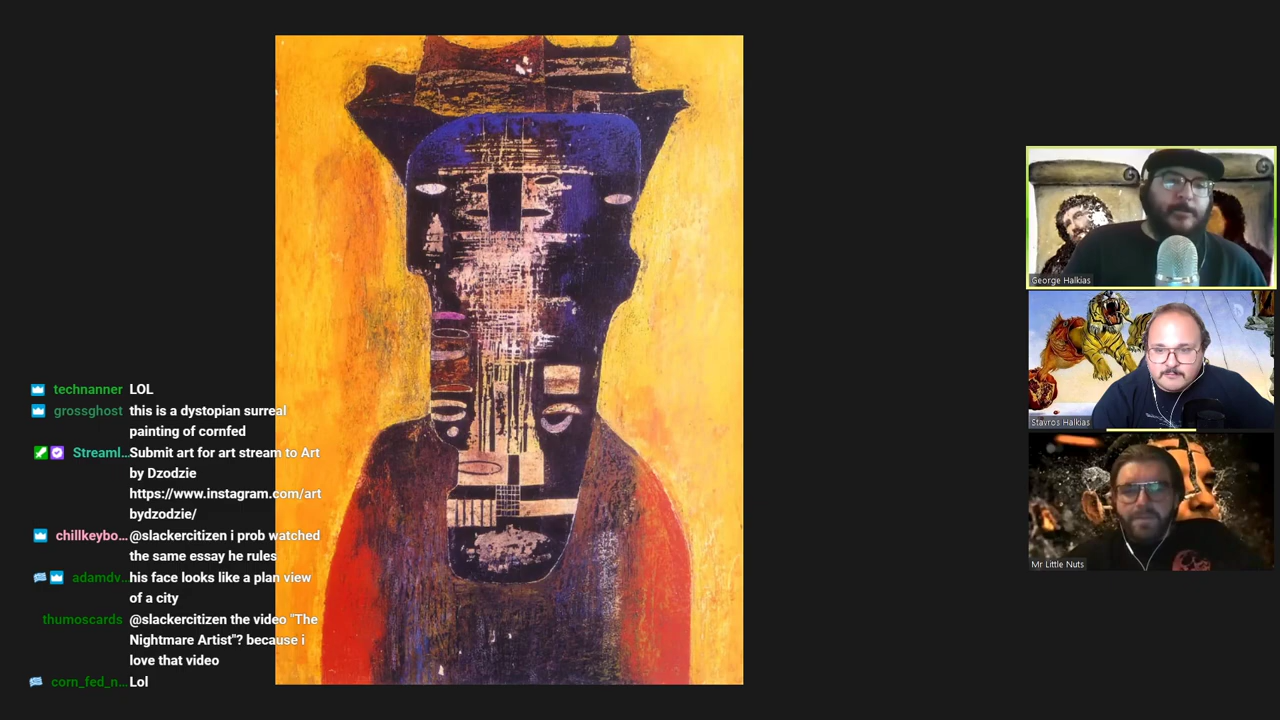 technanner LOL
grossghost this is a dystopian surreal
painting of cornfed
Streaml... Submit art for art stream to Art
by Dzodzie
https://www.instagram.com/art
bydzodzie/
chillkeybo... @slackercitizen i prob watched
the same essay he rules
adamdv... his face looks like a plan view
of a city
thumoscards @slackercitizen the video "The
Nightmare Artist"? because i
love that video
corn_fed_n... Lol
George Halkias
Stavros Halkias
Mr Little Nuts